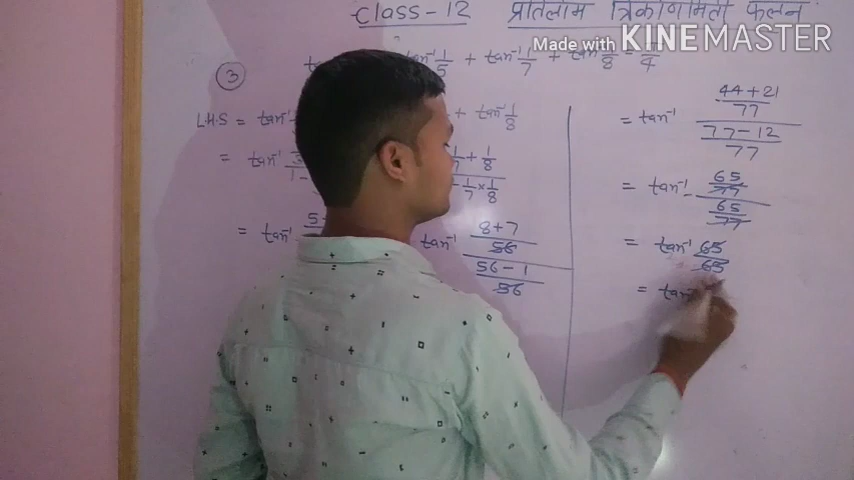 Class-12 प्रतिलोम त्रिकोणमिती फलन
Made with KINEMASTER
③ tan⁻¹ 1/5 + tan⁻¹ 1/7 + tan⁻¹ 1/8 = π/4
L.H.S = tan⁻¹ + tan⁻¹ 1/8
= tan⁻¹ 1/7 + 1/8
1/7 × 1/8
= tan⁻¹ tan⁻¹ 8+7
56
56-1
56
= tan⁻¹ 44+21
77
77-12
77
= tan⁻¹ 65
77
65
77
= tan⁻¹ 65
65
= tan⁻¹